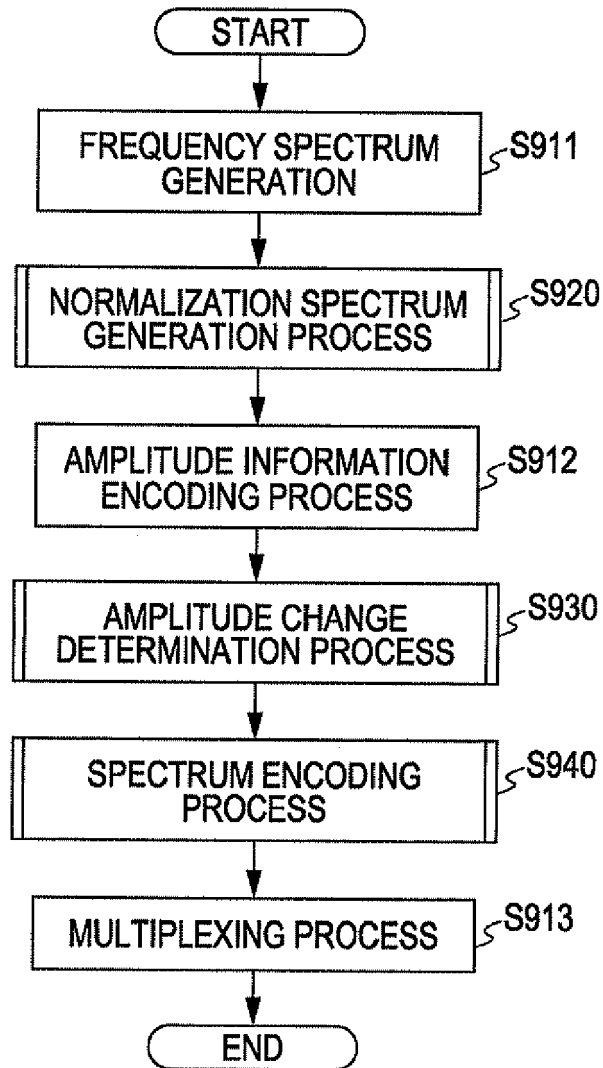 START
FREQUENCY SPECTRUM
GENERATION
S911
NORMALIZATION SPECTRUM
GENERATION PROCESS
S920
AMPLITUDE INFORMATION
ENCODING PROCESS
S912
AMPLITUDE CHANGE
DETERMINATION PROCESS
S930
SPECTRUM ENCODING
PROCESS
S940
MULTIPLEXING PROCESS
S913
END